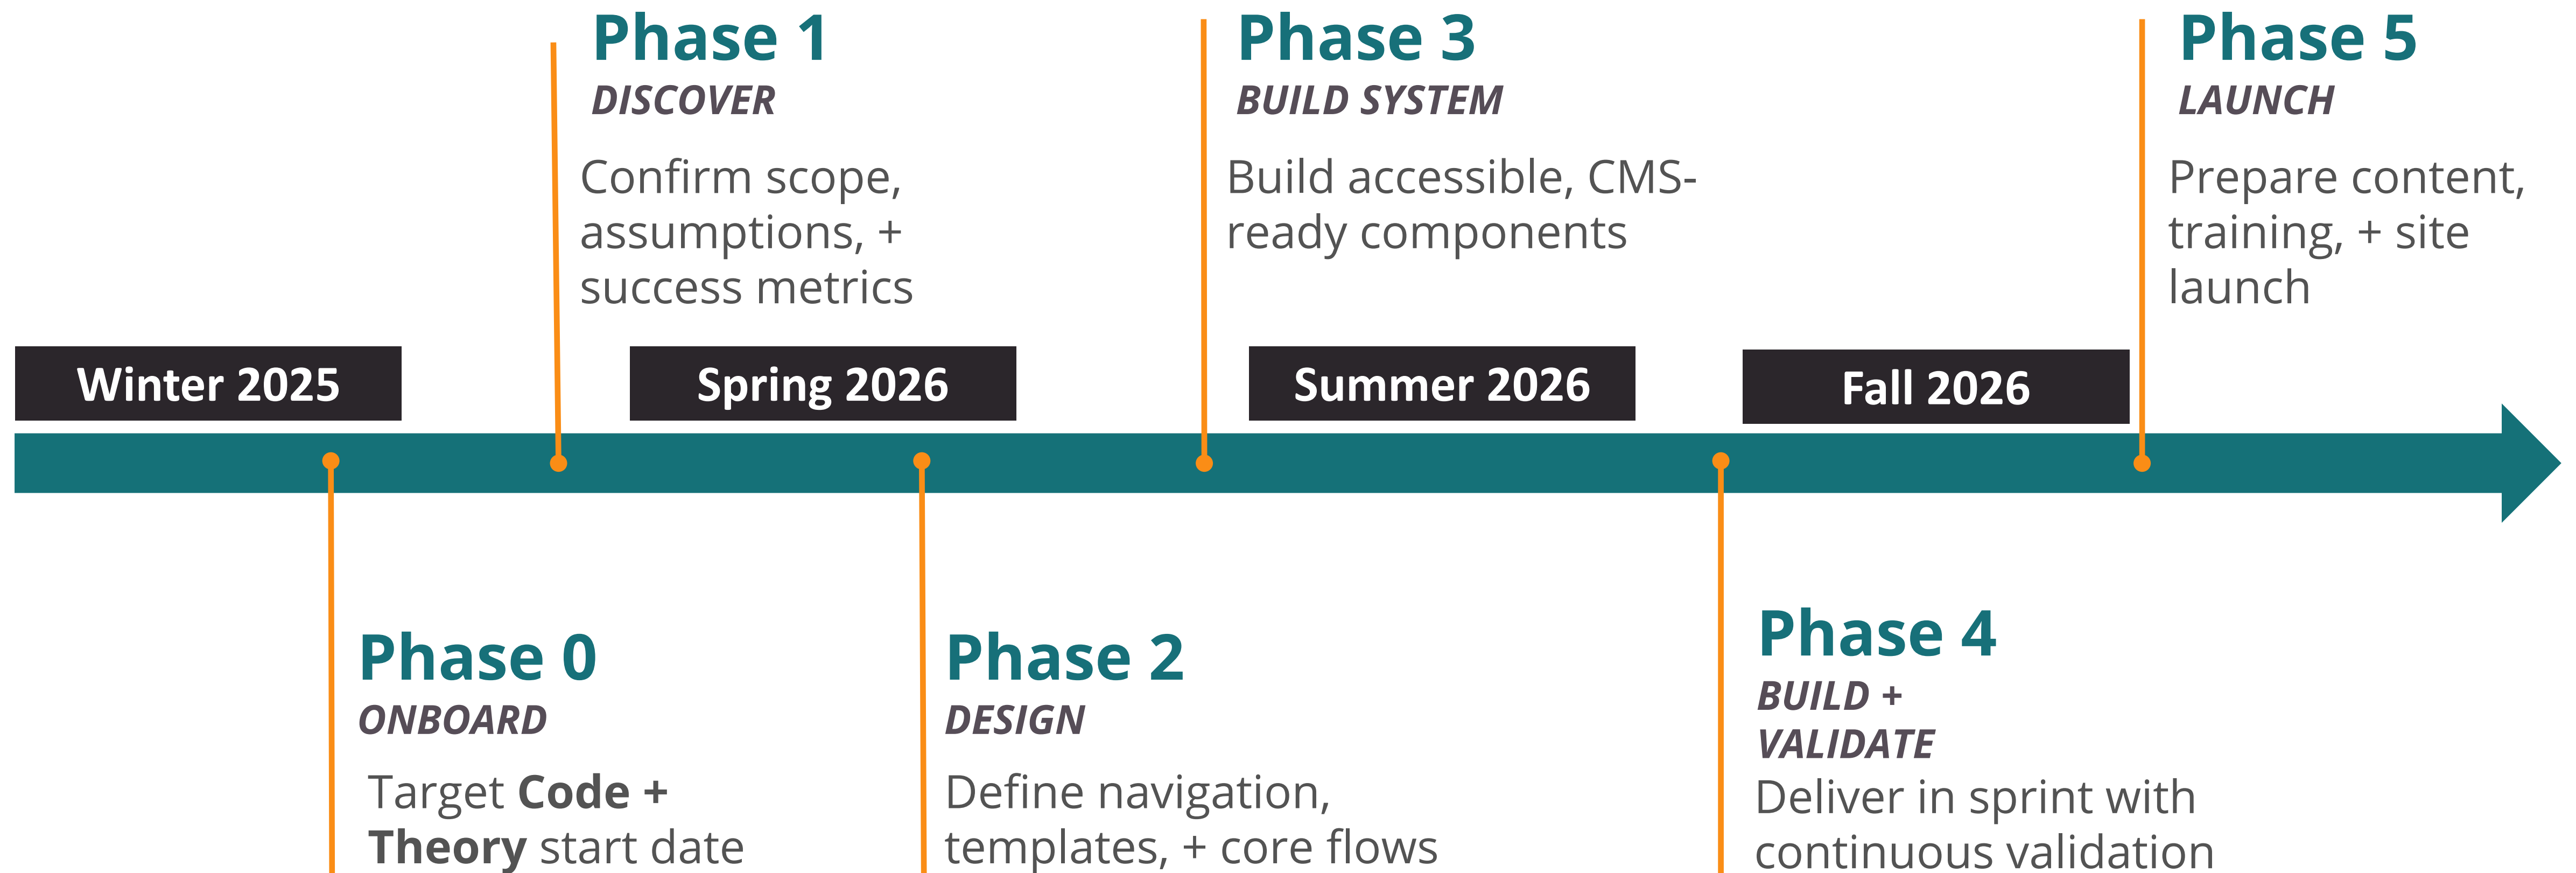 Phase 1
DISCOVER
Confirm scope,
assumptions, +
success metrics
Phase 3
BUILD SYSTEM
Build accessible, CMS-
ready components
Phase 5
LAUNCH
Prepare content,
training, + site
launch
Winter 2025
Spring 2026
Summer 2026
Fall 2026
Phase 0
ONBOARD
Target Code +
Theory start date
Phase 2
DESIGN
Define navigation,
templates, + core flows
Phase 4
BUILD +
VALIDATE
Deliver in sprint with
continuous validation